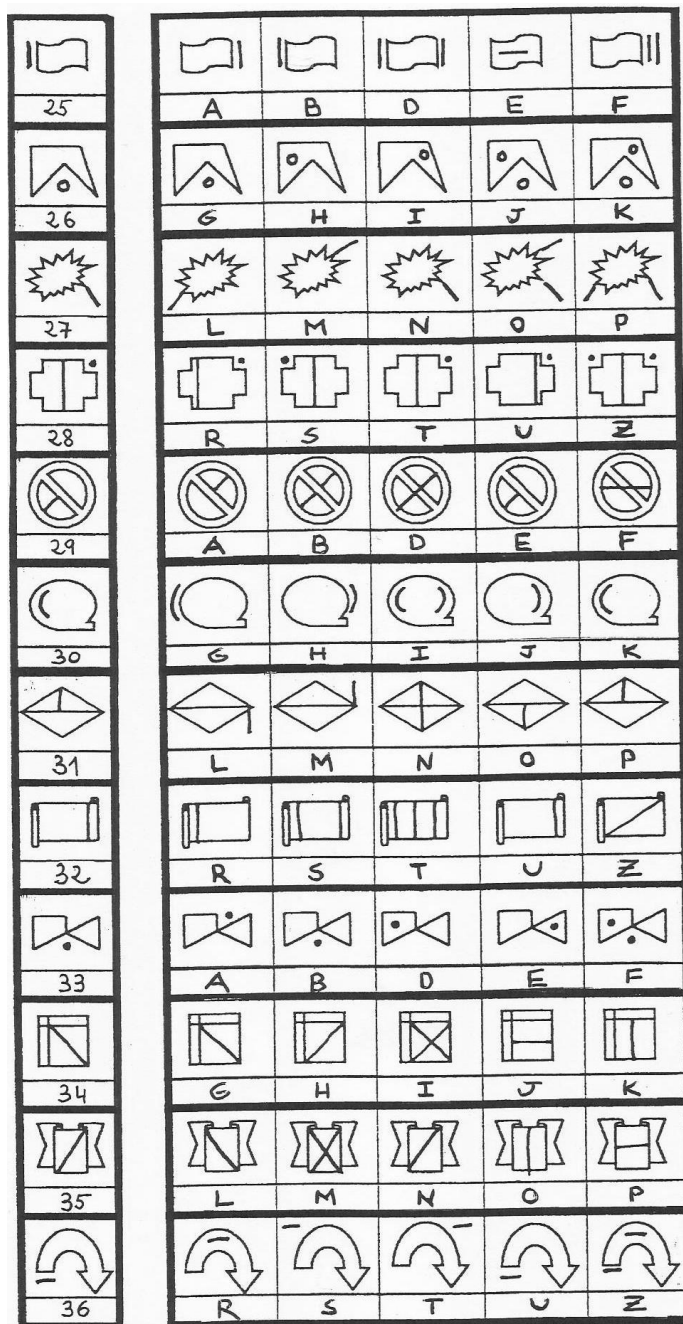 25 A B D E F
26 G H I J K
27 L M N O P
28 R S T U Z
29 A B D E F
30 G H I J K
31 L M N O P
32 R S T U Z
33 A B D E F
34 G H I J K
35 L M N O P
36 R S T U Z